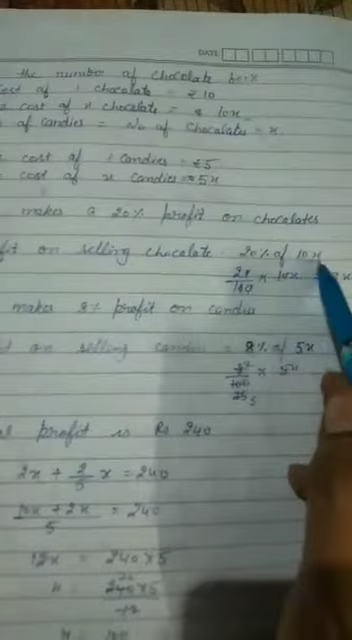 DATE
the number of chocolate be x
cost of 1 chocolate = ₹10
cost of x chocolate = ₹ 10x
of candies = No of chocolates = x
cost of 1 candies = ₹5
cost of x candies = ₹5x
makes a 20% profit on chocolates
fit on selling chocolate 20% of 10x
20/100 × 10x
makes 8% profit on candies
on selling candies = 8% of 5x
8/100 × 5x
profit is Rs 240
2x + 2/5 x = 240
10x + 2x / 5 = 240
12x = 240×5
x = 240×5 / 12